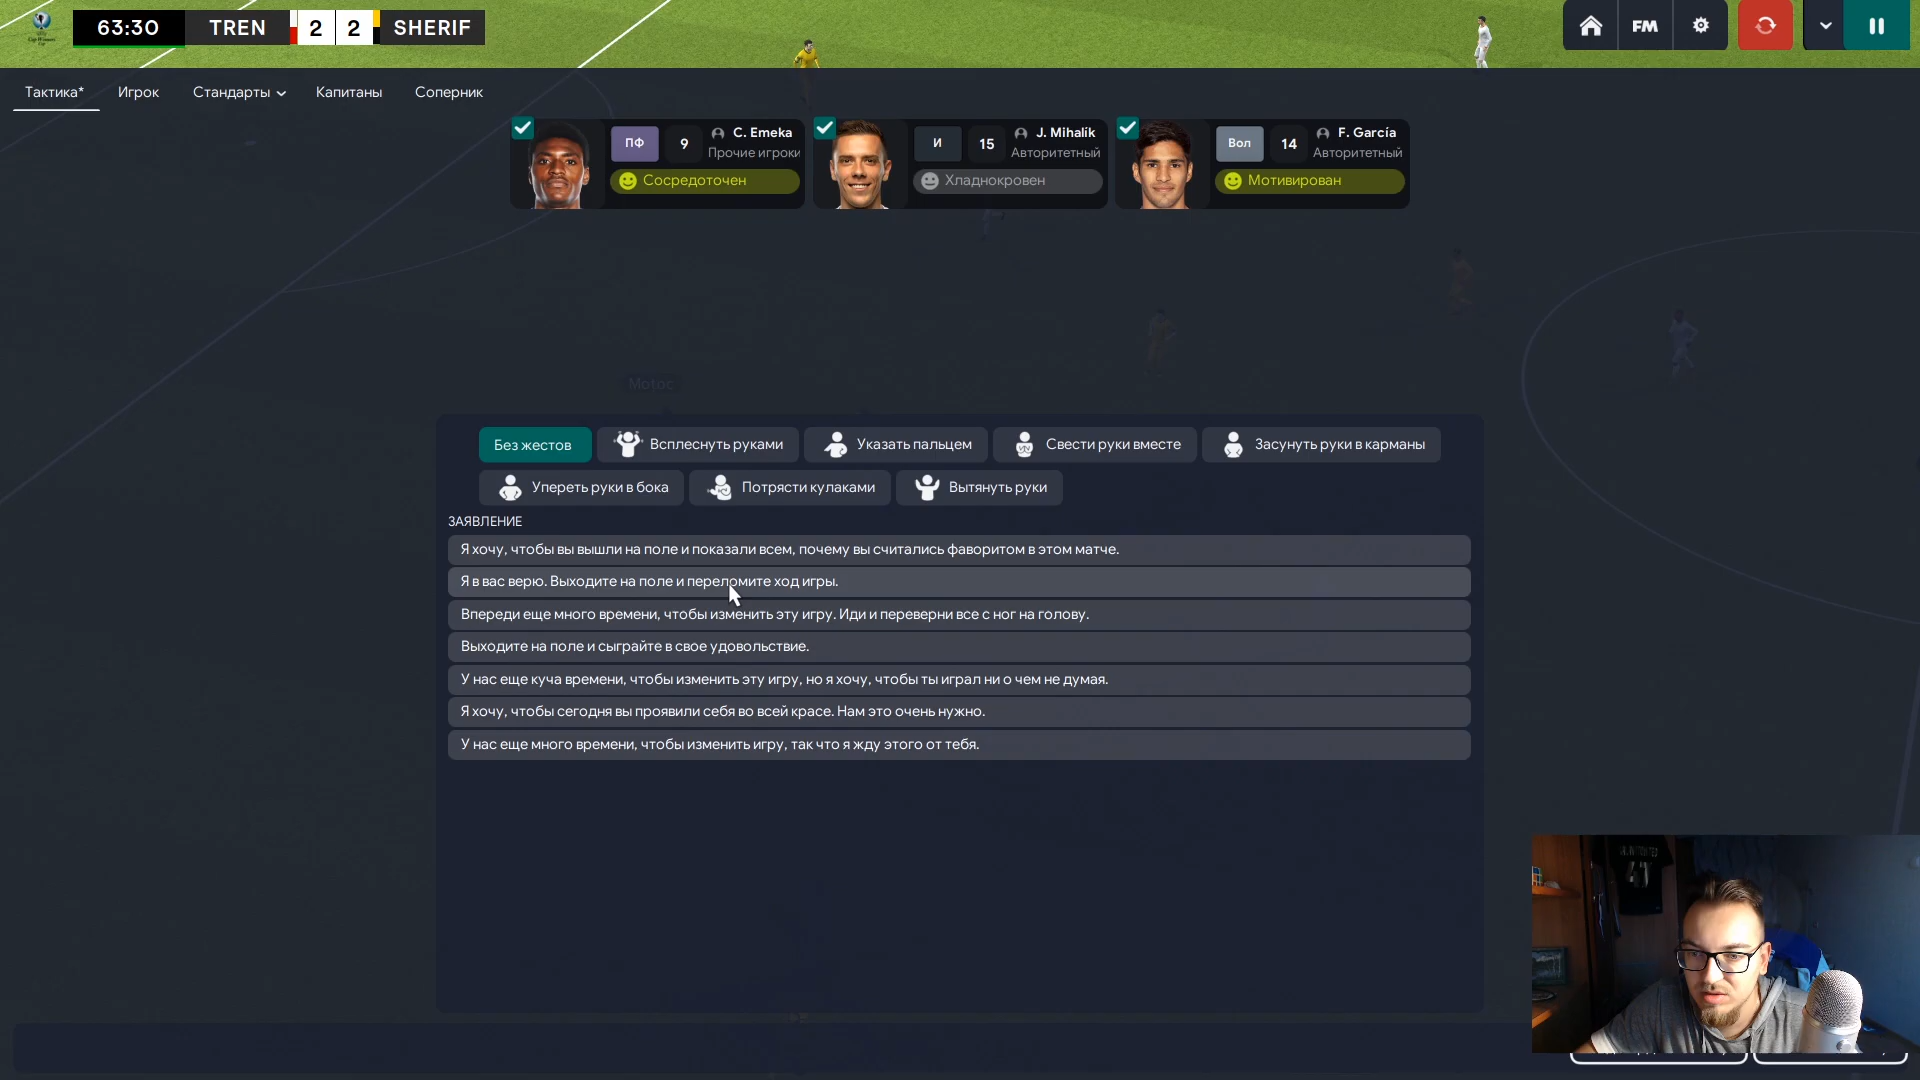 63:30 TREN 2 2 SHERIF
FM
Тактика* Игрок Стандарты Капитаны Соперник
ПФ 9 C. Emeka
Прочие игроки
Сосредоточен
И 15 J. Mihalík
Авторитетный
Хладнокровен
Вол 14 F. García
Авторитетный
Мотивирован
Motoc
Без жестов Всплеснуть руками Указать пальцем Свести руки вместе Засунуть руки в карманы
Упереть руки в бока Потрясти кулаками Вытянуть руки
ЗАЯВЛЕНИЕ
Я хочу, чтобы вы вышли на поле и показали всем, почему вы считались фаворитом в этом матче.
Я в вас верю. Выходите на поле и переломите ход игры.
Впереди еще много времени, чтобы изменить эту игру. Иди и переверни все с ног на голову.
Выходите на поле и сыграйте в свое удовольствие.
У нас еще куча времени, чтобы изменить эту игру, но я хочу, чтобы ты играл ни о чем не думая.
Я хочу, чтобы сегодня вы проявили себя во всей красе. Нам это очень нужно.
У нас еще много времени, чтобы изменить игру, так что я жду этого от тебя.